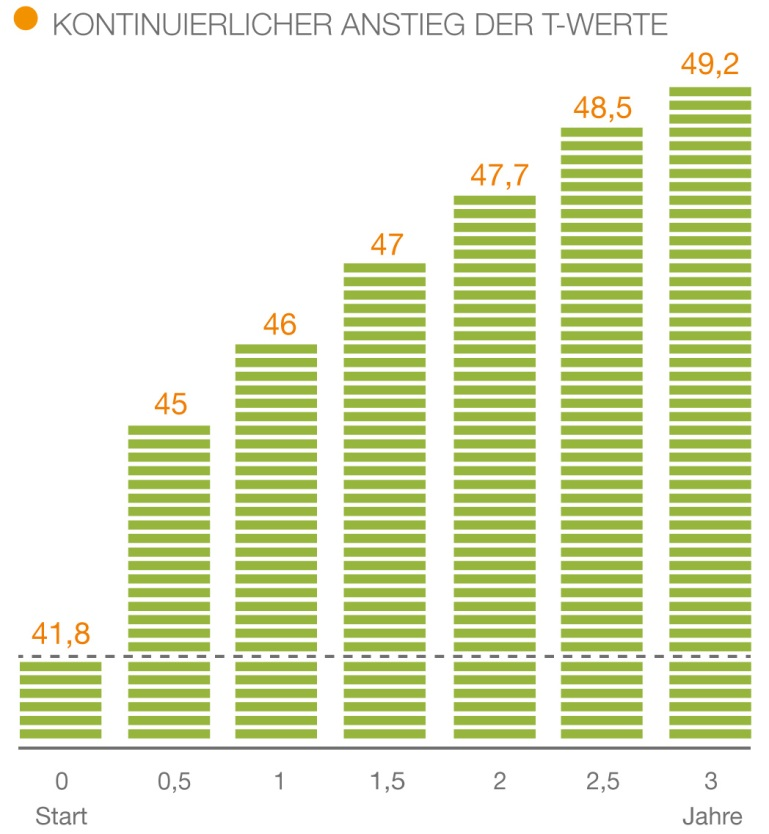 KONTINUIERLICHER ANSTIEG DER T-WERTE
49,2
48,5
47,7
47
46
45
41,8
0 0,5 1 1,5 2 2,5 3
Start Jahre